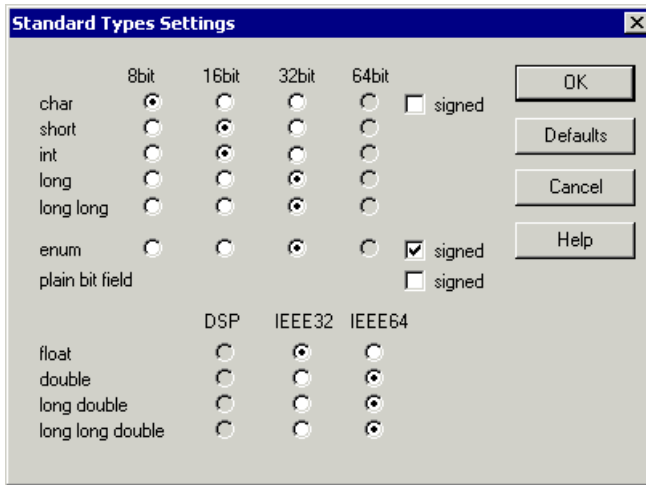 Standard Types Settings
8bit 16bit 32bit 64bit
char signed
short
int
long
long long
enum signed
plain bit field signed
DSP IEEE32 IEEE64
float
double
long double
long long double
OK
Defaults
Cancel
Help